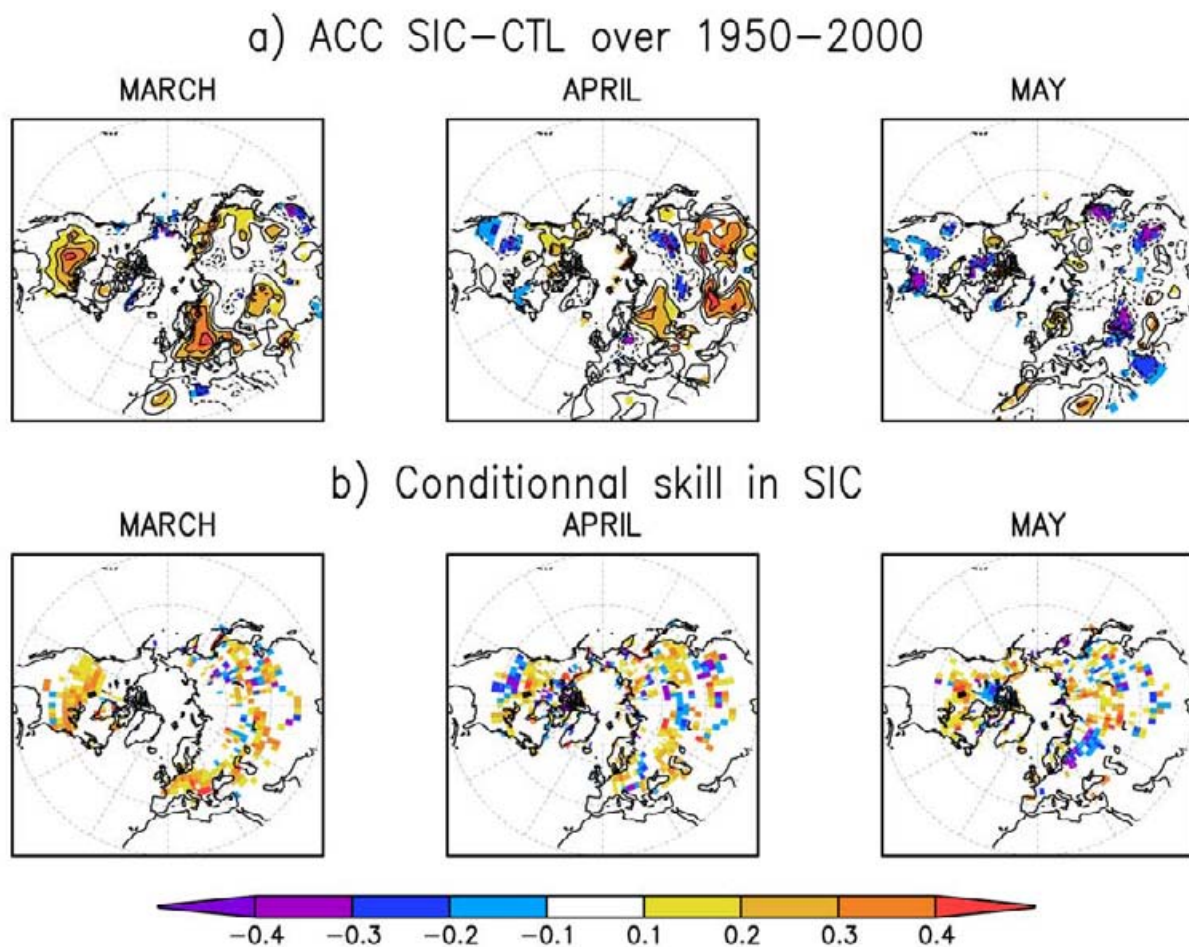 a) ACC SIC-CTL over 1950-2000
MARCH APRIL MAY
b) Conditionnal skill in SIC
MARCH APRIL MAY
-0.4 -0.3 -0.2 -0.1 0.1 0.2 0.3 0.4